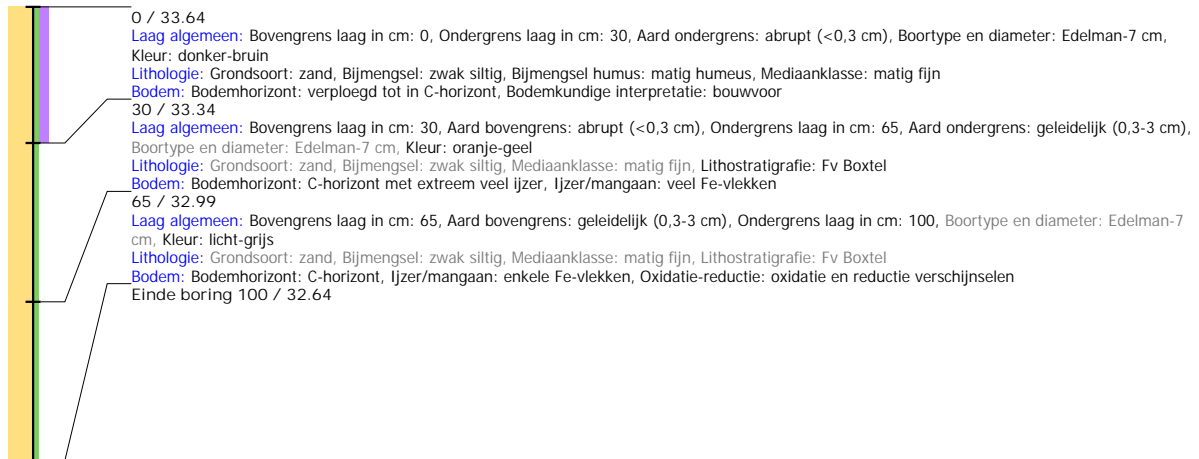 0 / 33.64
Laag algemeen: Bovengrens laag in cm: 0, Ondergrens laag in cm: 30, Aard ondergrens: abrupt (<0,3 cm), Boortype en diameter: Edelman-7 cm,
Kleur: donker-bruin
Lithologie: Grondsoort: zand, Bijmengsel: zwak siltig, Bijmengsel humus: matig humeus, Mediaanklasse: matig fijn
Bodem: Bodemhorizont: verploegd tot in C-horizont, Bodemkundige interpretatie: bouwvoor
30 / 33.34
Laag algemeen: Bovengrens laag in cm: 30, Aard bovengrens: abrupt (<0,3 cm), Ondergrens laag in cm: 65, Aard ondergrens: geleidelijk (0,3-3 cm),
Boortype en diameter: Edelman-7 cm, Kleur: oranje-geel
Lithologie: Grondsoort: zand, Bijmengsel: zwak siltig, Mediaanklasse: matig fijn, Lithostratigrafie: Fv Boxtel
Bodem: Bodemhorizont: C-horizont met extreem veel ijzer, Ijzer/mangaan: veel Fe-vlekken
65 / 32.99
Laag algemeen: Bovengrens laag in cm: 65, Aard bovengrens: geleidelijk (0,3-3 cm), Ondergrens laag in cm: 100, Boortype en diameter: Edelman-7
cm, Kleur: licht-grijs
Lithologie: Grondsoort: zand, Bijmengsel: zwak siltig, Mediaanklasse: matig fijn, Lithostratigrafie: Fv Boxtel
Bodem: Bodemhorizont: C-horizont, Ijzer/mangaan: enkele Fe-vlekken, Oxidatie-reductie: oxidatie en reductie verschijnselen
Einde boring 100 / 32.64